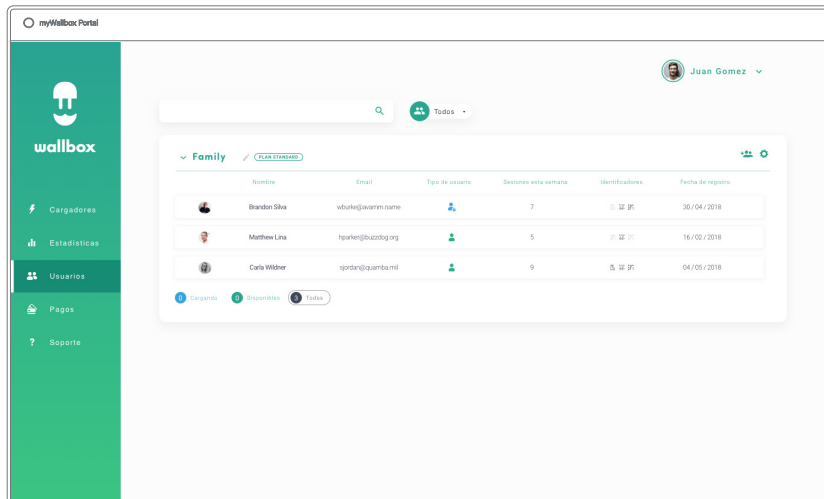 myWallbox Portal
Juan Gomez
wallbox
Todos
Family
PLAN STANDARD
Nombre Email Tipo de usuario Sesiones esta semana Identificadores Fecha de registro
Brandon Silva wburke@avamm.name 7 30 / 04 / 2018
Matthew Lina hparker@buzzdog.org 5 16 / 02 / 2018
Carla Wildner sjordan@quamba.mil 9 04 / 05 / 2018
0 Cargando 0 Disponibles 3 Todos
Cargadores
Estadísticas
Usuarios
Pagos
? Soporte